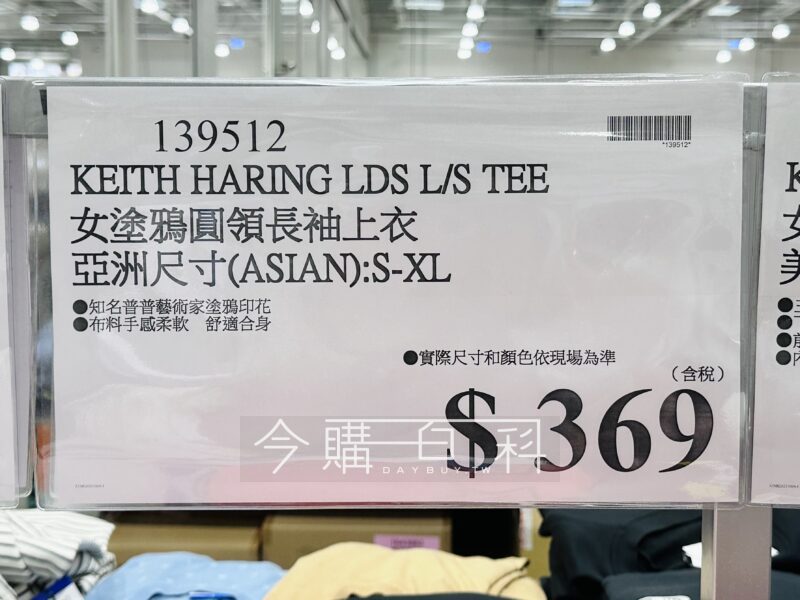 139512
*139512*
KEITH HARING LDS L/S TEE
女塗鴉圓領長袖上衣
亞洲尺寸(ASIAN):S-XL
●知名普普藝術家塗鴉印花
●布料手感柔軟 舒適合身
●實際尺寸和顏色依現場為準
(含稅)
$ 369
今購百科
DAYBUY.TW